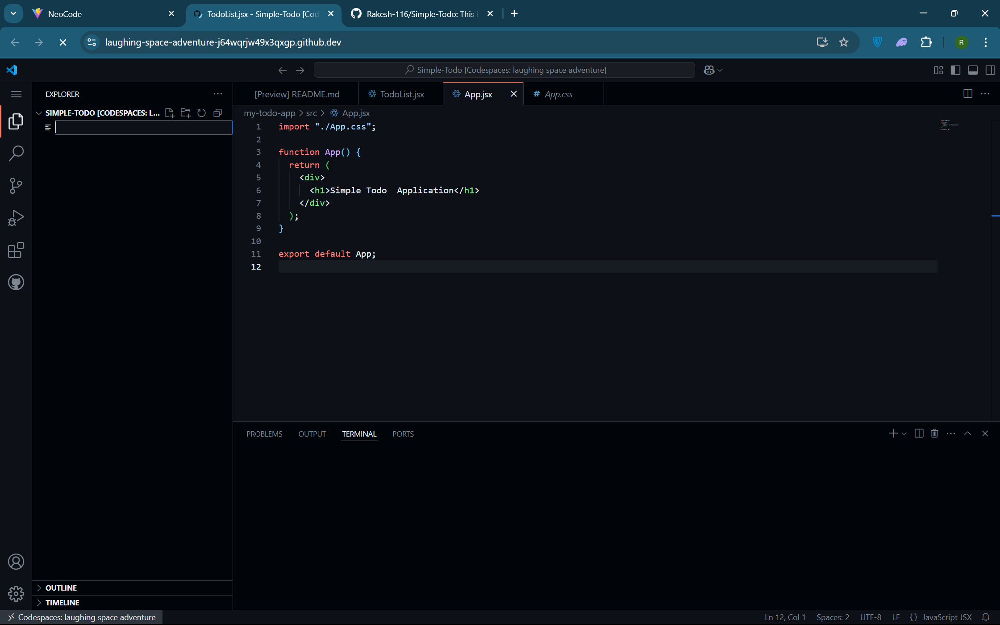 NeoCode
TodoList.jsx - Simple-Todo [Cod
Rakesh-116/Simple-Todo: This i
laughing-space-adventure-j64wqrjw49x3qxgp.github.dev
R
Simple-Todo [Codespaces: laughing space adventure]
EXPLORER
SIMPLE-TODO [CODESPACES: L...
[Preview] README.md
TodoList.jsx
App.jsx
# App.css
my-todo-app > src > App.jsx
1 import "./App.css";
2
3 function App() {
4 return (
5 <div>
6 <h1>Simple Todo  Application</h1>
7 </div>
8 );
9 }
10
11 export default App;
12
PROBLEMS
OUTPUT
TERMINAL
PORTS
OUTLINE
TIMELINE
Codespaces: laughing space adventure
Ln 12, Col 1
Spaces: 2
UTF-8
LF
{} JavaScript JSX